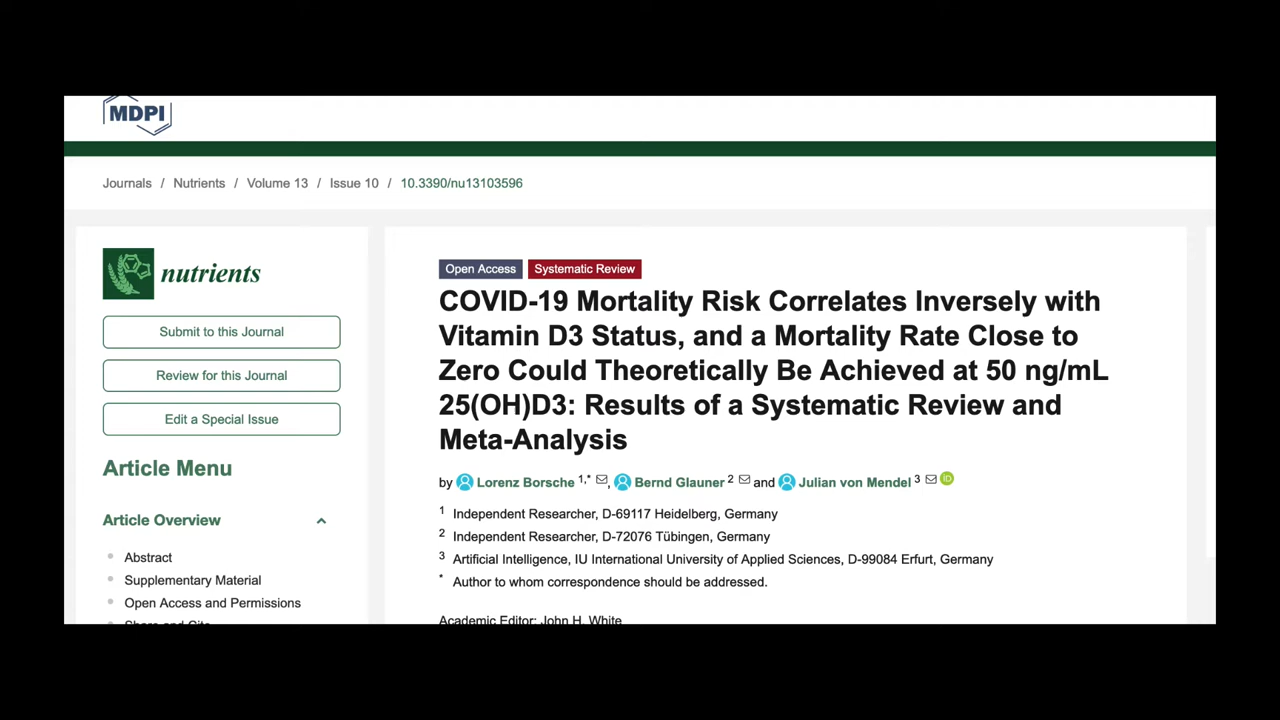 MDPI
Journals / Nutrients / Volume 13 / Issue 10 / 10.3390/nu13103596
nutrients
Submit to this Journal
Review for this Journal
Edit a Special Issue
Article Menu
Article Overview
Abstract
Supplementary Material
Open Access and Permissions
Share and Cite
Open Access Systematic Review
COVID-19 Mortality Risk Correlates Inversely with
Vitamin D3 Status, and a Mortality Rate Close to
Zero Could Theoretically Be Achieved at 50 ng/mL
25(OH)D3: Results of a Systematic Review and
Meta-Analysis
by Lorenz Borsche 1,* , Bernd Glauner 2 and Julian von Mendel 3 iD
1 Independent Researcher, D-69117 Heidelberg, Germany
2 Independent Researcher, D-72076 Tübingen, Germany
3 Artificial Intelligence, IU International University of Applied Sciences, D-99084 Erfurt, Germany
* Author to whom correspondence should be addressed.
Academic Editor: John H. White